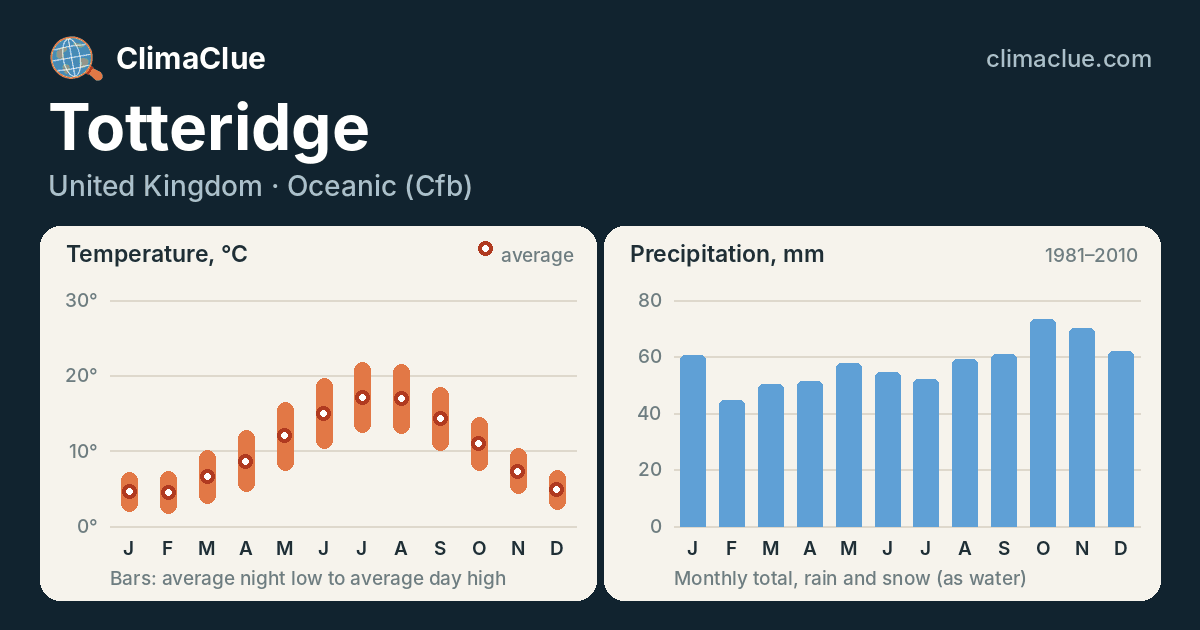 ClimaClue
climaclue.com
Totteridge
United Kingdom · Oceanic (Cfb)
Temperature, °C
average
30°
20°
10°
0°
J F M A M J J A S O N D
Bars: average night low to average day high
Precipitation, mm
1981–2010
80
60
40
20
0
J F M A M J J A S O N D
Monthly total, rain and snow (as water)